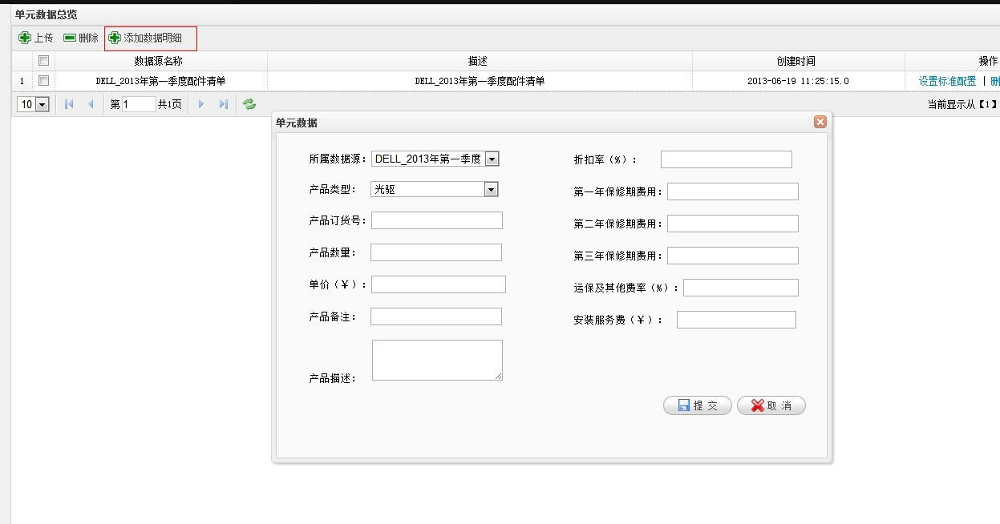 单元数据总览
上传 删除 添加数据明细
数据源名称 描述 创建时间 操作
1 DELL_2013年第一季度配件清单 DELL_2013年第一季度配件清单 2013-06-19 11:25:15.0 设置标准配置 | 删
10 第 1 共1页 当前显示从【1】
单元数据
所属数据源： DELL_2013年第一季度
折扣率（%）：
产品类型： 光驱
第一年保修期费用：
产品订货号：
第二年保修期费用：
产品数量：
第三年保修期费用：
单价（￥）：
运保及其他费率（%）：
产品备注：
安装服务费（￥）：
产品描述：
提 交 取 消